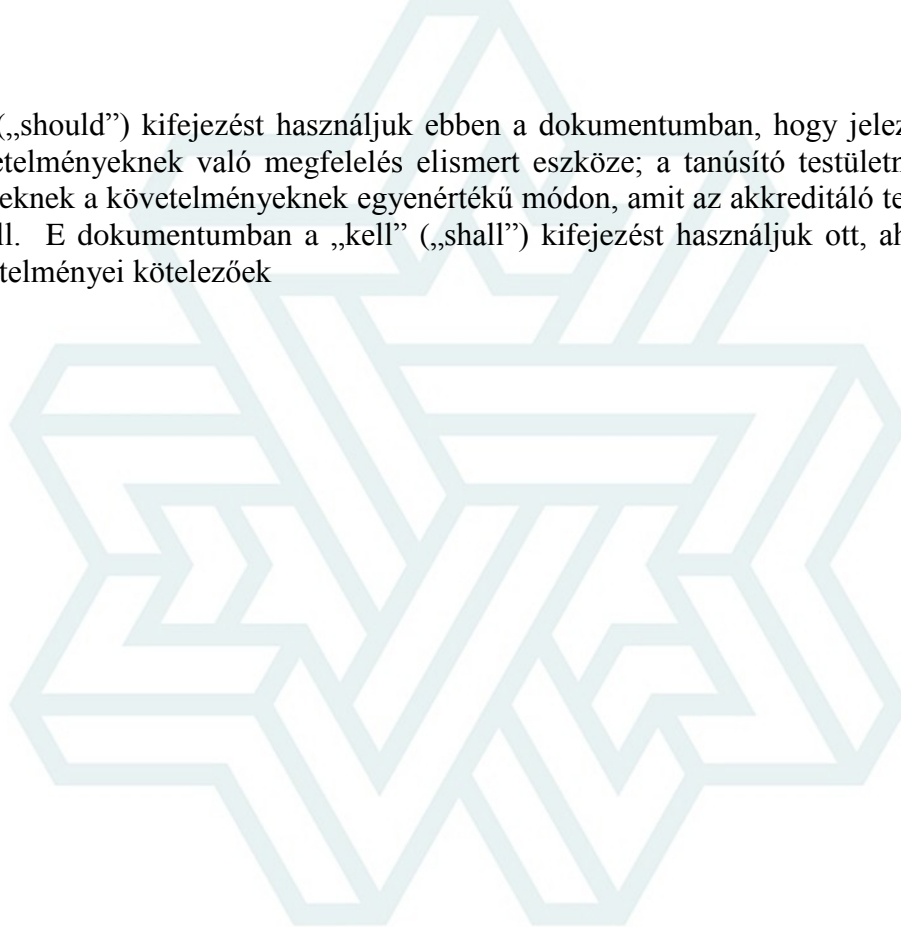 („should”) kifejezést használjuk ebben a dokumentumban, hogy jelez
etelményeknek való megfelelés elismert eszköze; a tanúsító testületn
eknek a követelményeknek egyenértékű módon, amit az akkreditáló te
ll. E dokumentumban a „kell” („shall”) kifejezést használjuk ott, ah
telményei kötelezőek